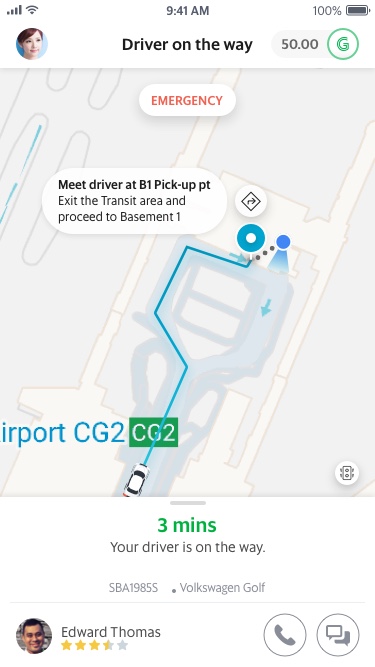 9:41 AM
100%
Driver on the way
50.00
G
EMERGENCY
Meet driver at B1 Pick-up pt
Exit the Transit area and
proceed to Basement 1
irport CG2 CG2
3 mins
Your driver is on the way.
SBA1985S • Volkswagen Golf
Edward Thomas